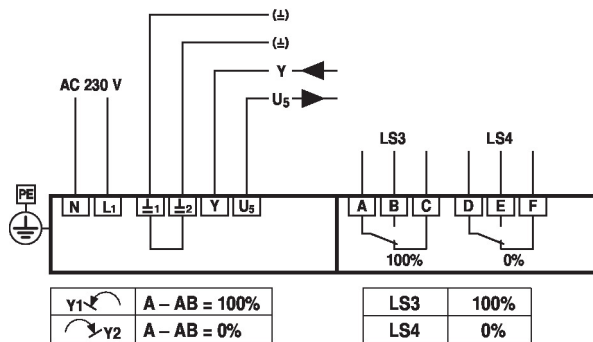 (⊥)
(⊥)
Y
U5
AC 230 V
LS3 LS4
PE
N L1 ⊥1 ⊥2 Y U5 A B C D E F
100% 0%
Y1 A – AB = 100%
Y2 A – AB = 0%
LS3 100%
LS4 0%